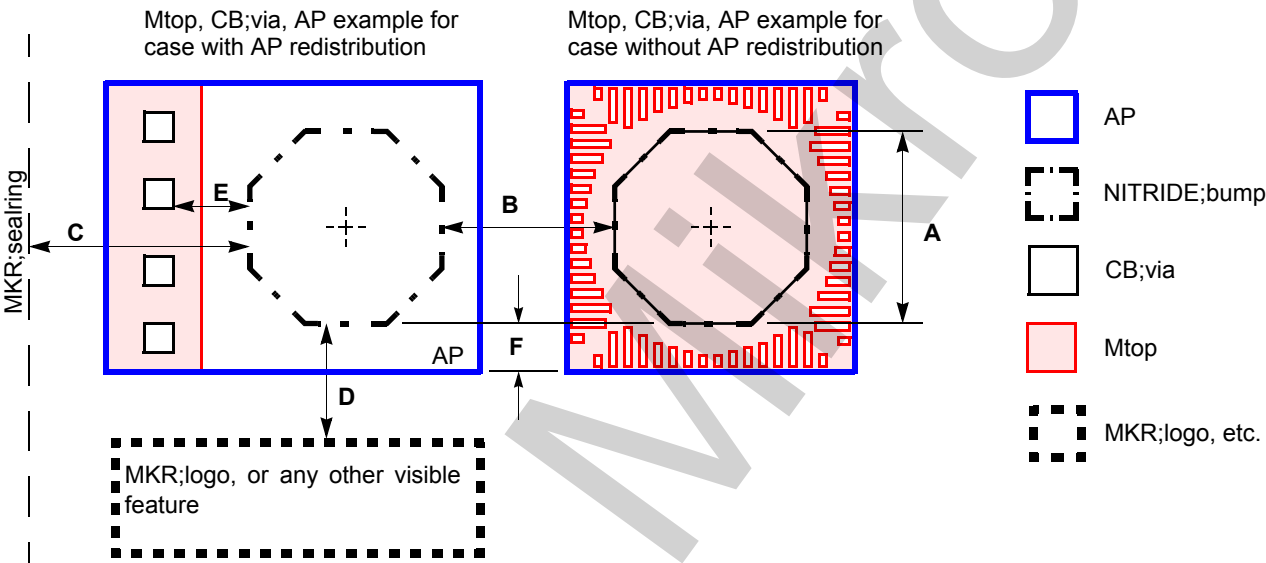 Mtop, CB;via, AP example for
case with AP redistribution
Mtop, CB;via, AP example for
case without AP redistribution
MKR;sealring
E
C
B
A
F
AP
D
MKR;logo, or any other visible
feature
AP
NITRIDE;bump
CB;via
Mtop
MKR;logo, etc.
Mikro